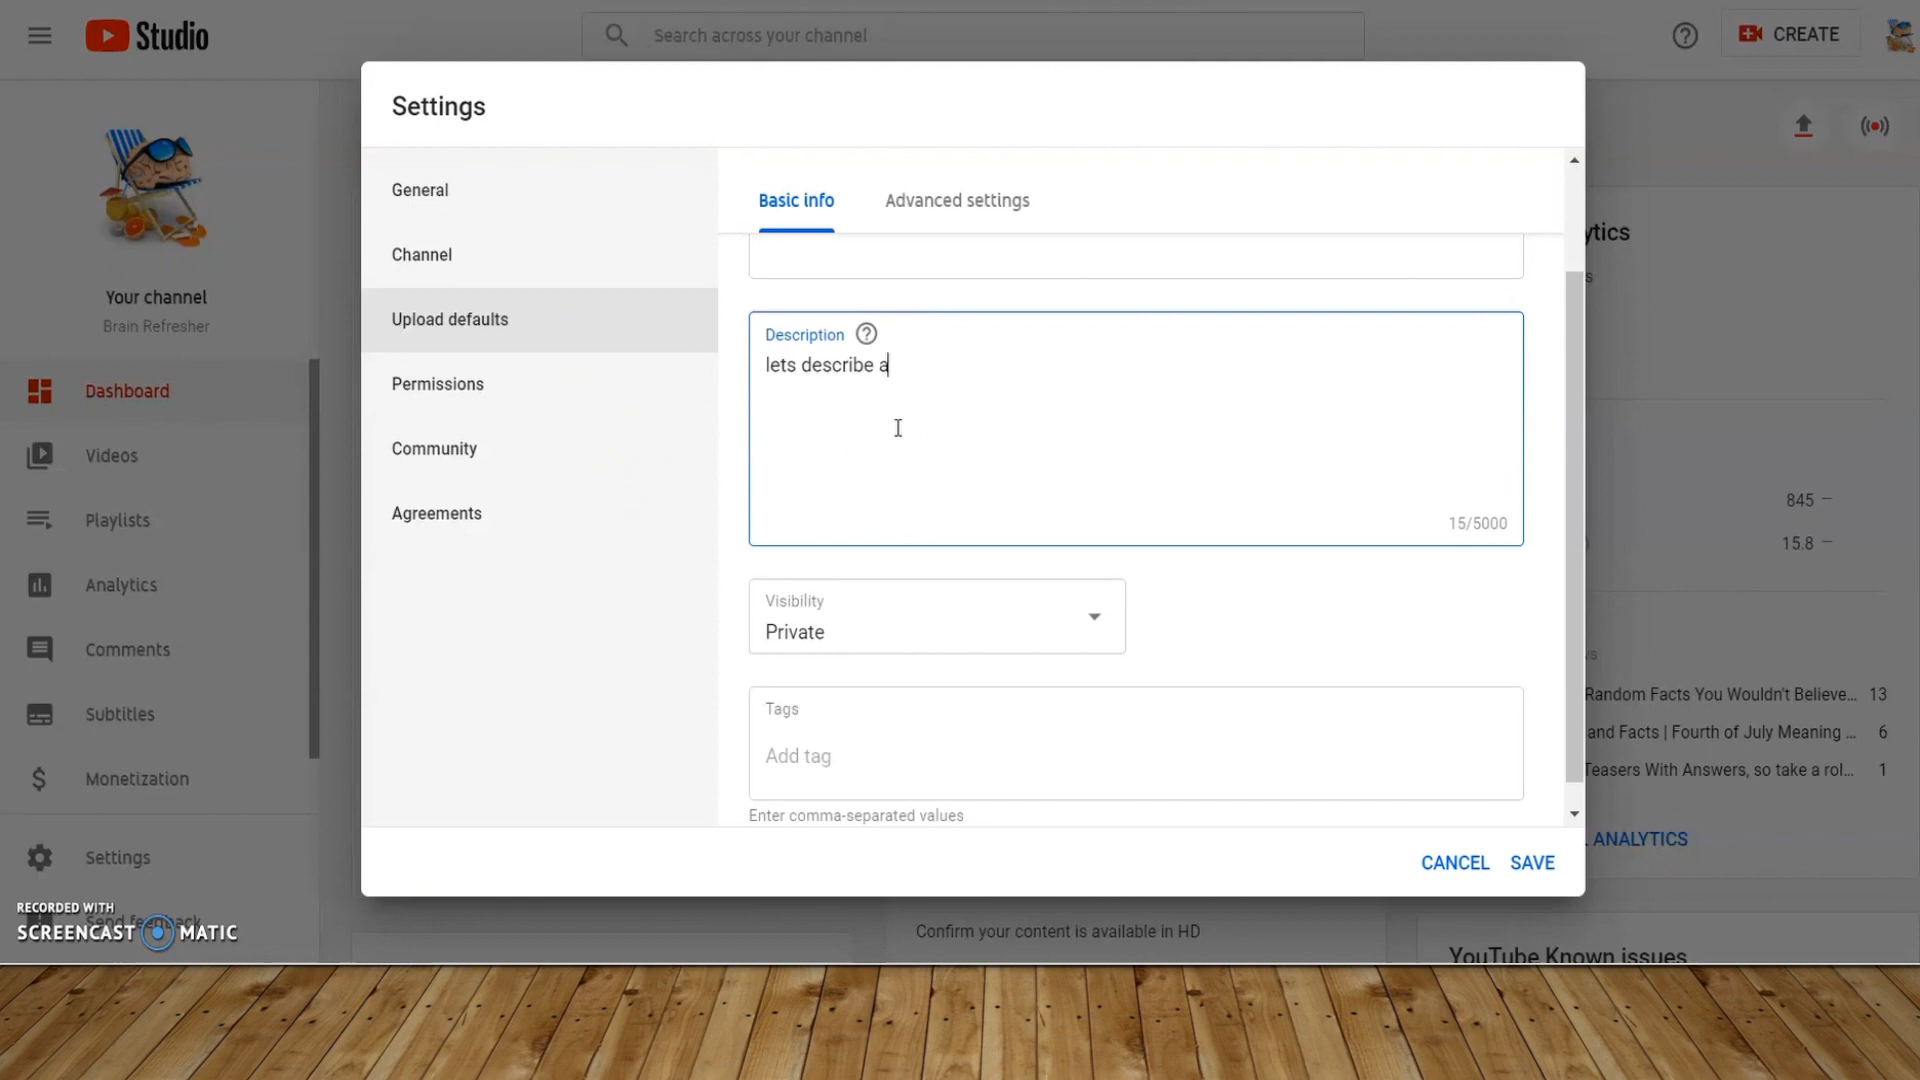 Studio
Search across your channel
CREATE
Settings
General
Channel
Upload defaults
Permissions
Community
Agreements
Basic info
Advanced settings
Description
lets describe a
15/5000
Visibility
Private
Tags
Add tag
Enter comma-separated values
CANCEL
SAVE
Your channel
Brain Refresher
Dashboard
Videos
Playlists
Analytics
Comments
Subtitles
Monetization
Settings
Send feedback
RECORDED WITH
SCREENCAST MATIC
ytics
s
845 —
15.8 —
Random Facts You Wouldn't Believe... 13
and Facts | Fourth of July Meaning ... 6
Teasers With Answers, so take a rol... 1
ANALYTICS
Confirm your content is available in HD
YouTube Known issues